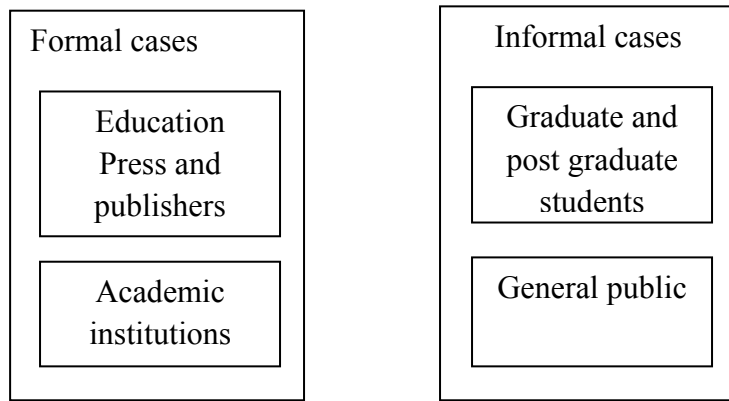 Formal cases
Education
Press and
publishers
Academic
institutions
Informal cases
Graduate and
post graduate
students
General public